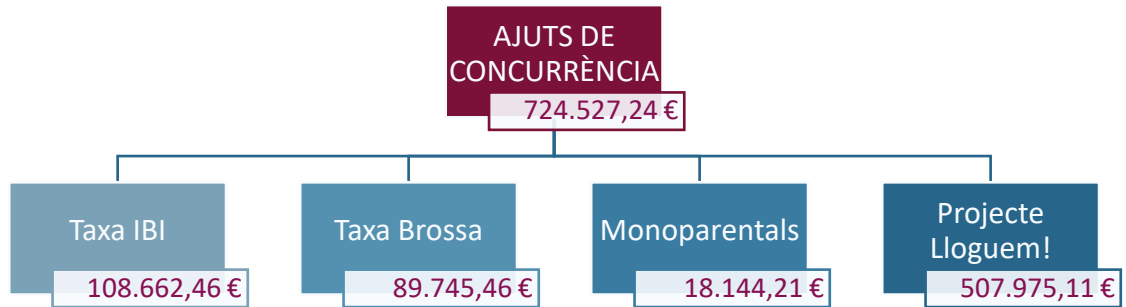 AJUTS DE
CONCURRÈNCIA
724.527,24 €
Taxa IBI
108.662,46 €
Taxa Brossa
89.745,46 €
Monoparentals
18.144,21 €
Projecte
Lloguem!
507.975,11 €